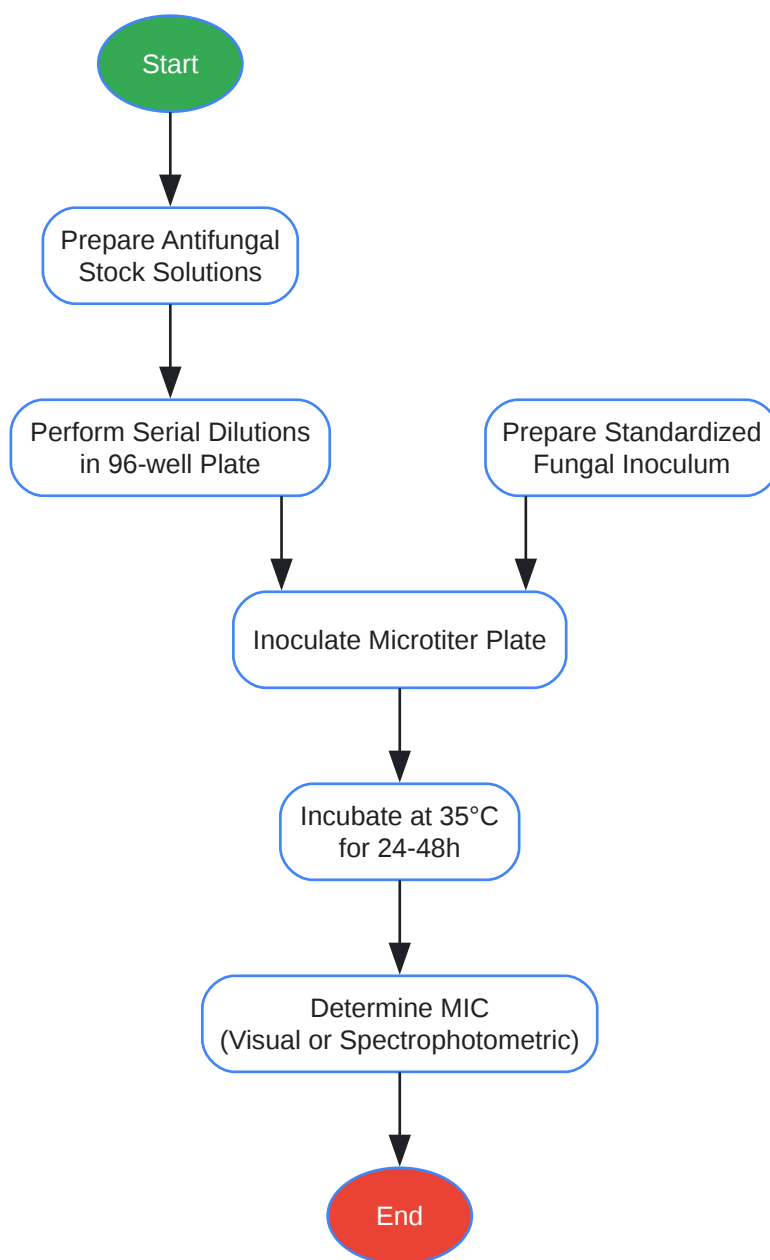 Start
Prepare Antifungal
Stock Solutions
Perform Serial Dilutions
in 96-well Plate
Prepare Standardized
Fungal Inoculum
Inoculate Microtiter Plate
Incubate at 35°C
for 24-48h
Determine MIC
(Visual or Spectrophotometric)
End